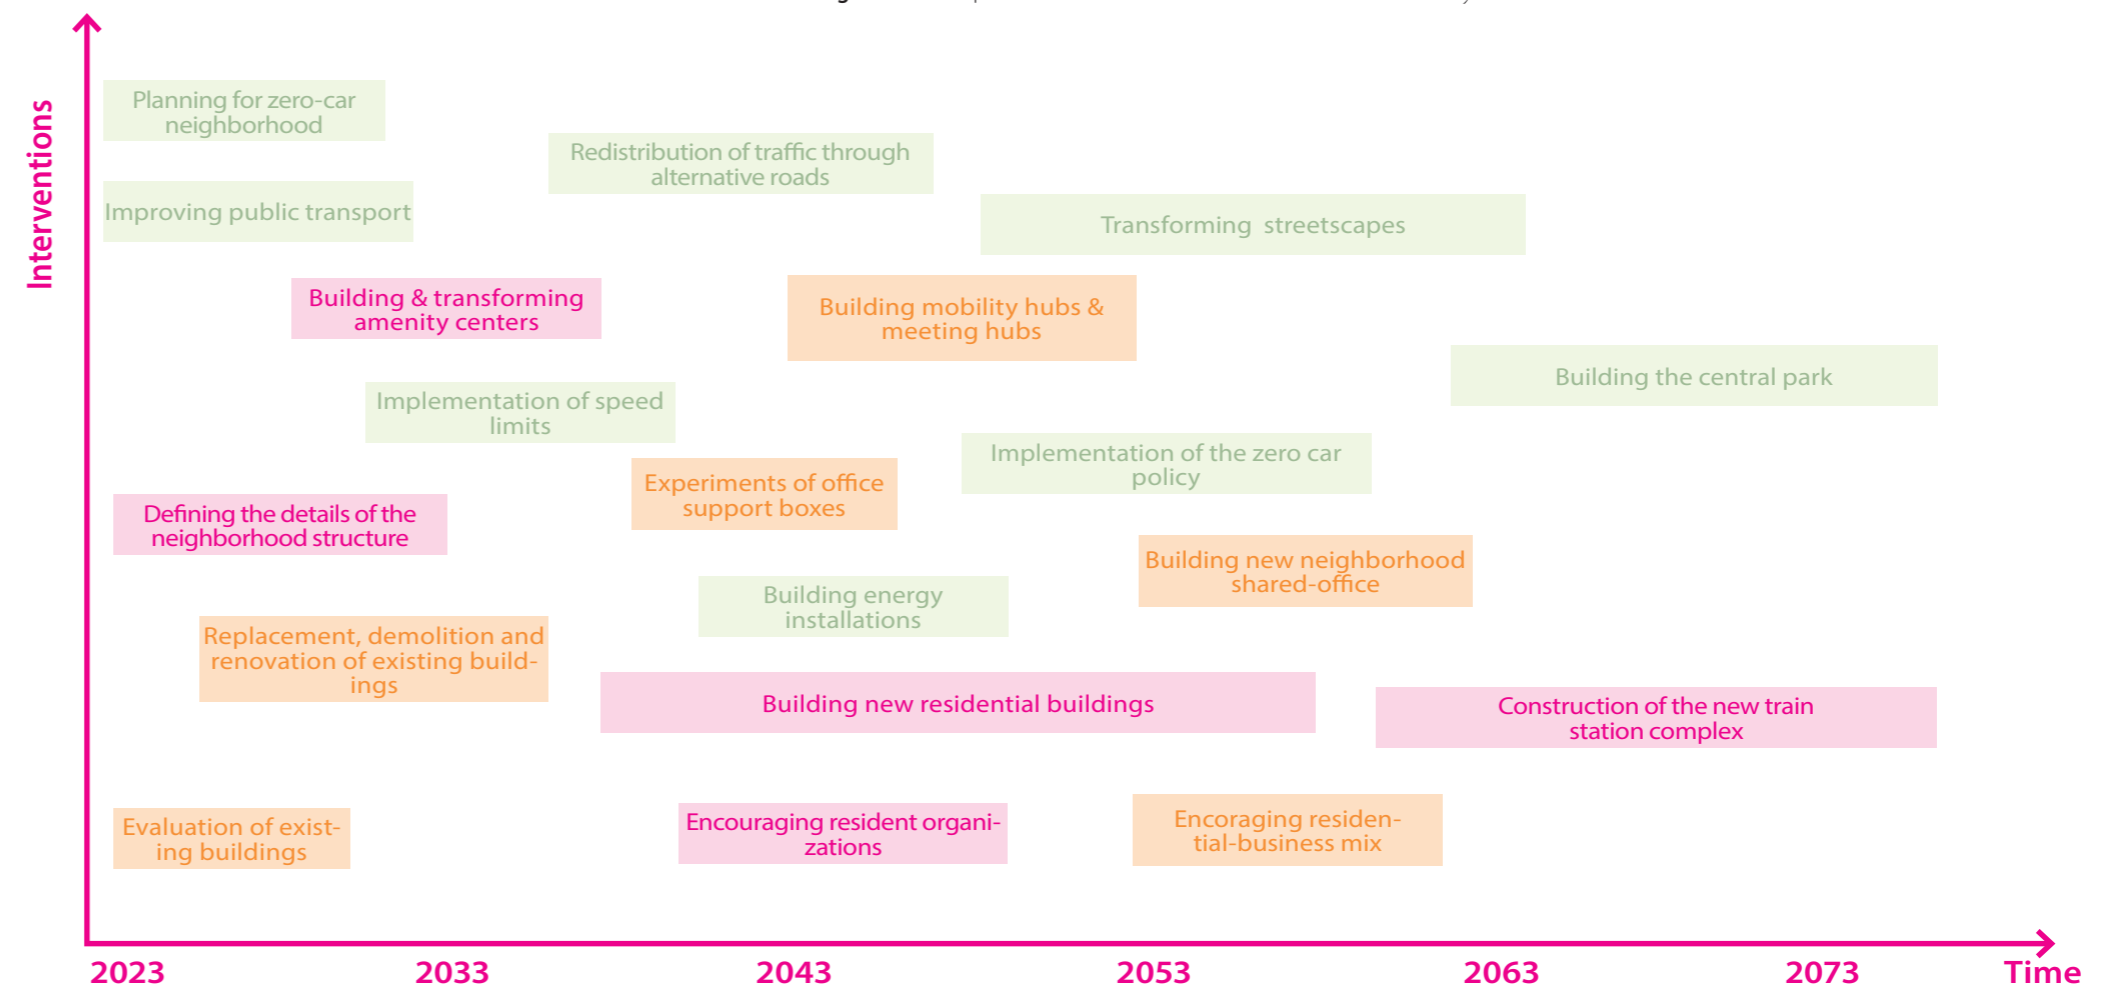 Interventions
Planning for zero-car
neighborhood
Redistribution of traffic through
alternative roads
Improving public transport
Transforming streetscapes
Building & transforming
amenity centers
Building mobility hubs &
meeting hubs
Building the central park
Implementation of speed
limits
Implementation of the zero car
policy
Experiments of office
support boxes
Defining the details of the
neighborhood structure
Building new neighborhood
shared-office
Building energy
installations
Replacement, demolition and
renovation of existing build-
ings
Building new residential buildings
Construction of the new train
station complex
Evaluation of exist-
ing buildings
Encouraging resident organi-
zations
Encoraging residen-
tial-business mix
2023 2033 2043 2053 2063 2073 Time